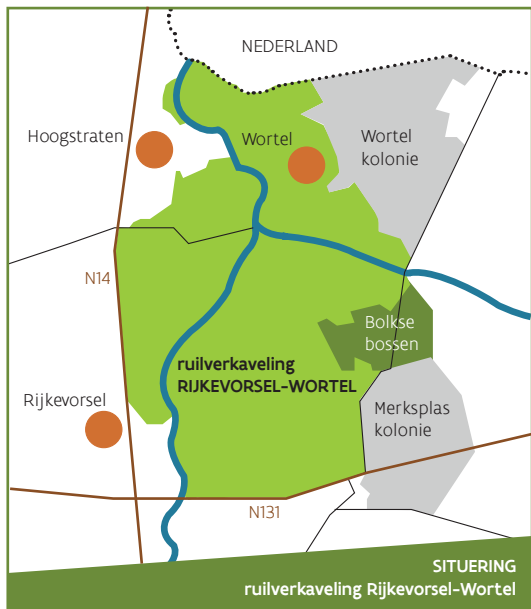 NEDERLAND
Hoogstraten
Wortel
Wortel
kolonie
N14
Bolkse
bossen
ruilverkaveling
RIJKEVORSEL-WORTEL
Rijkevorsel
Merksplas
kolonie
N131
SITUERING
ruilverkaveling Rijkevorsel-Wortel